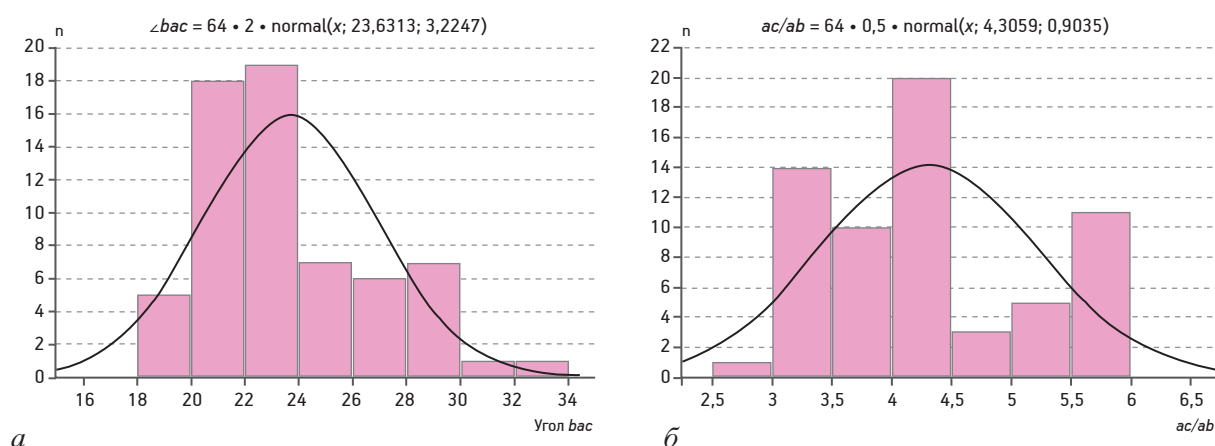 ∠bac = 64 • 2 • normal(x; 23,6313; 3,2247)
n
20
18
16
14
12
10
8
6
4
2
0
16 18 20 22 24 26 28 30 32 34
Угол bac
а
ac/ab = 64 • 0,5 • normal(x; 4,3059; 0,9035)
n
22
20
18
16
14
12
10
8
6
4
2
0
2,5 3 3,5 4 4,5 5 5,5 6 6,5
ac/ab
б